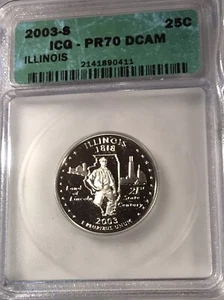 2003-S 25C
ICG - PR70 DCAM
ILLINOIS
2141890411
ILLINOIS
1818
Land of 21st
Lincoln State
Century
2003
E PLURIBUS UNUM